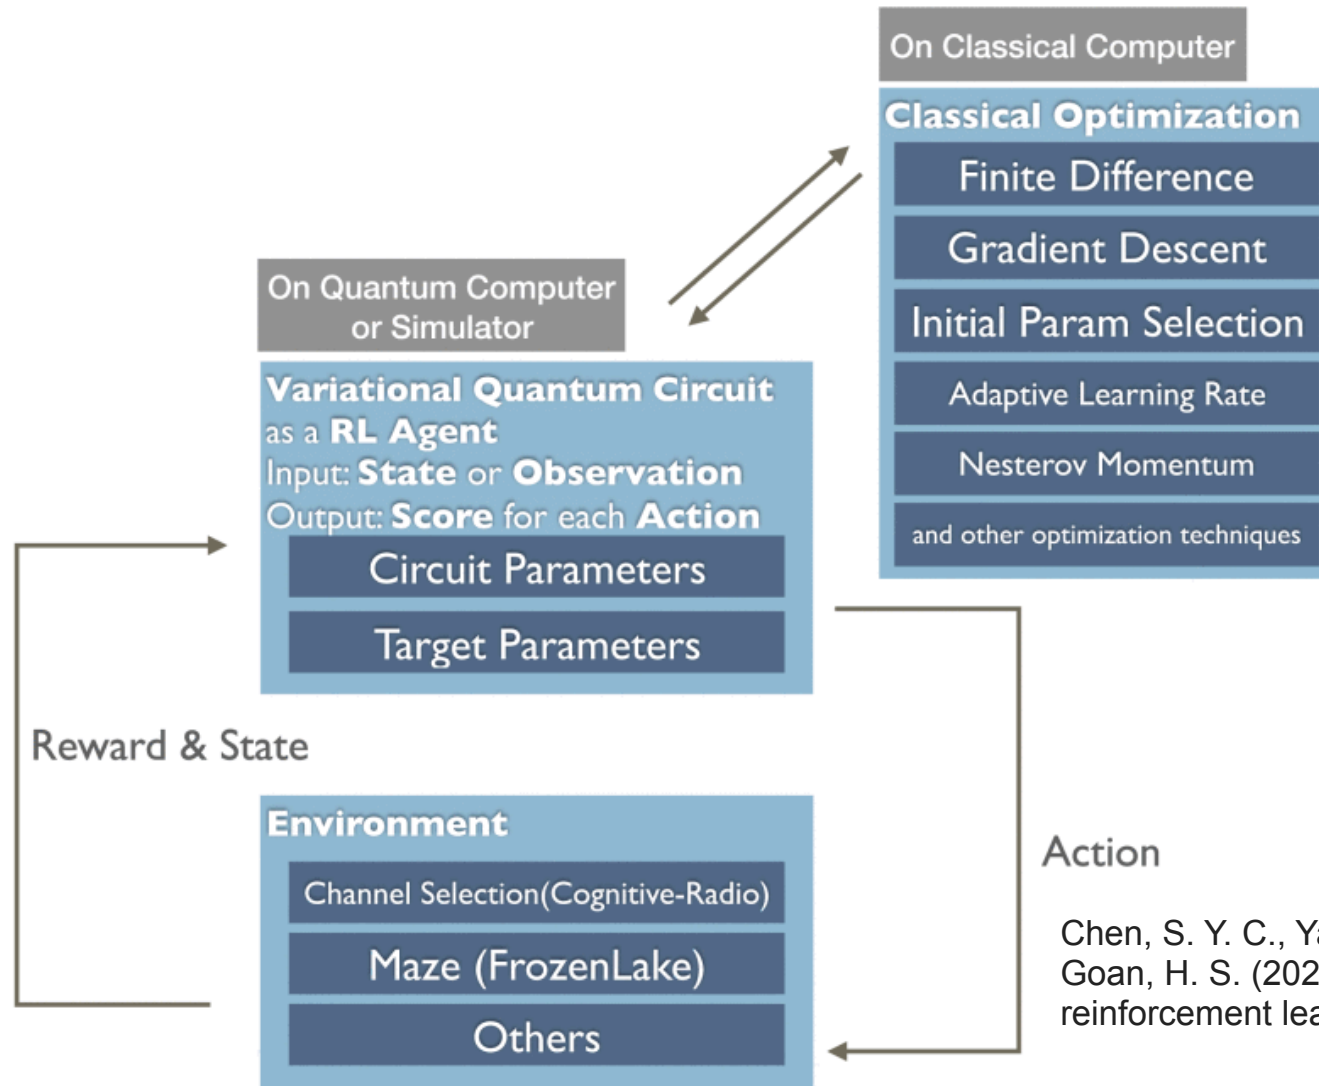 On Classical Computer
Classical Optimization
Finite Difference
Gradient Descent
Initial Param Selection
Adaptive Learning Rate
Nesterov Momentum
and other optimization techniques
On Quantum Computer
or Simulator
Variational Quantum Circuit
as a RL Agent
Input: State or Observation
Output: Score for each Action
Circuit Parameters
Target Parameters
Reward & State
Environment
Channel Selection(Cognitive-Radio)
Maze (FrozenLake)
Others
Action
Chen, S. Y. C.,
Goan, H. S.
reinforcement